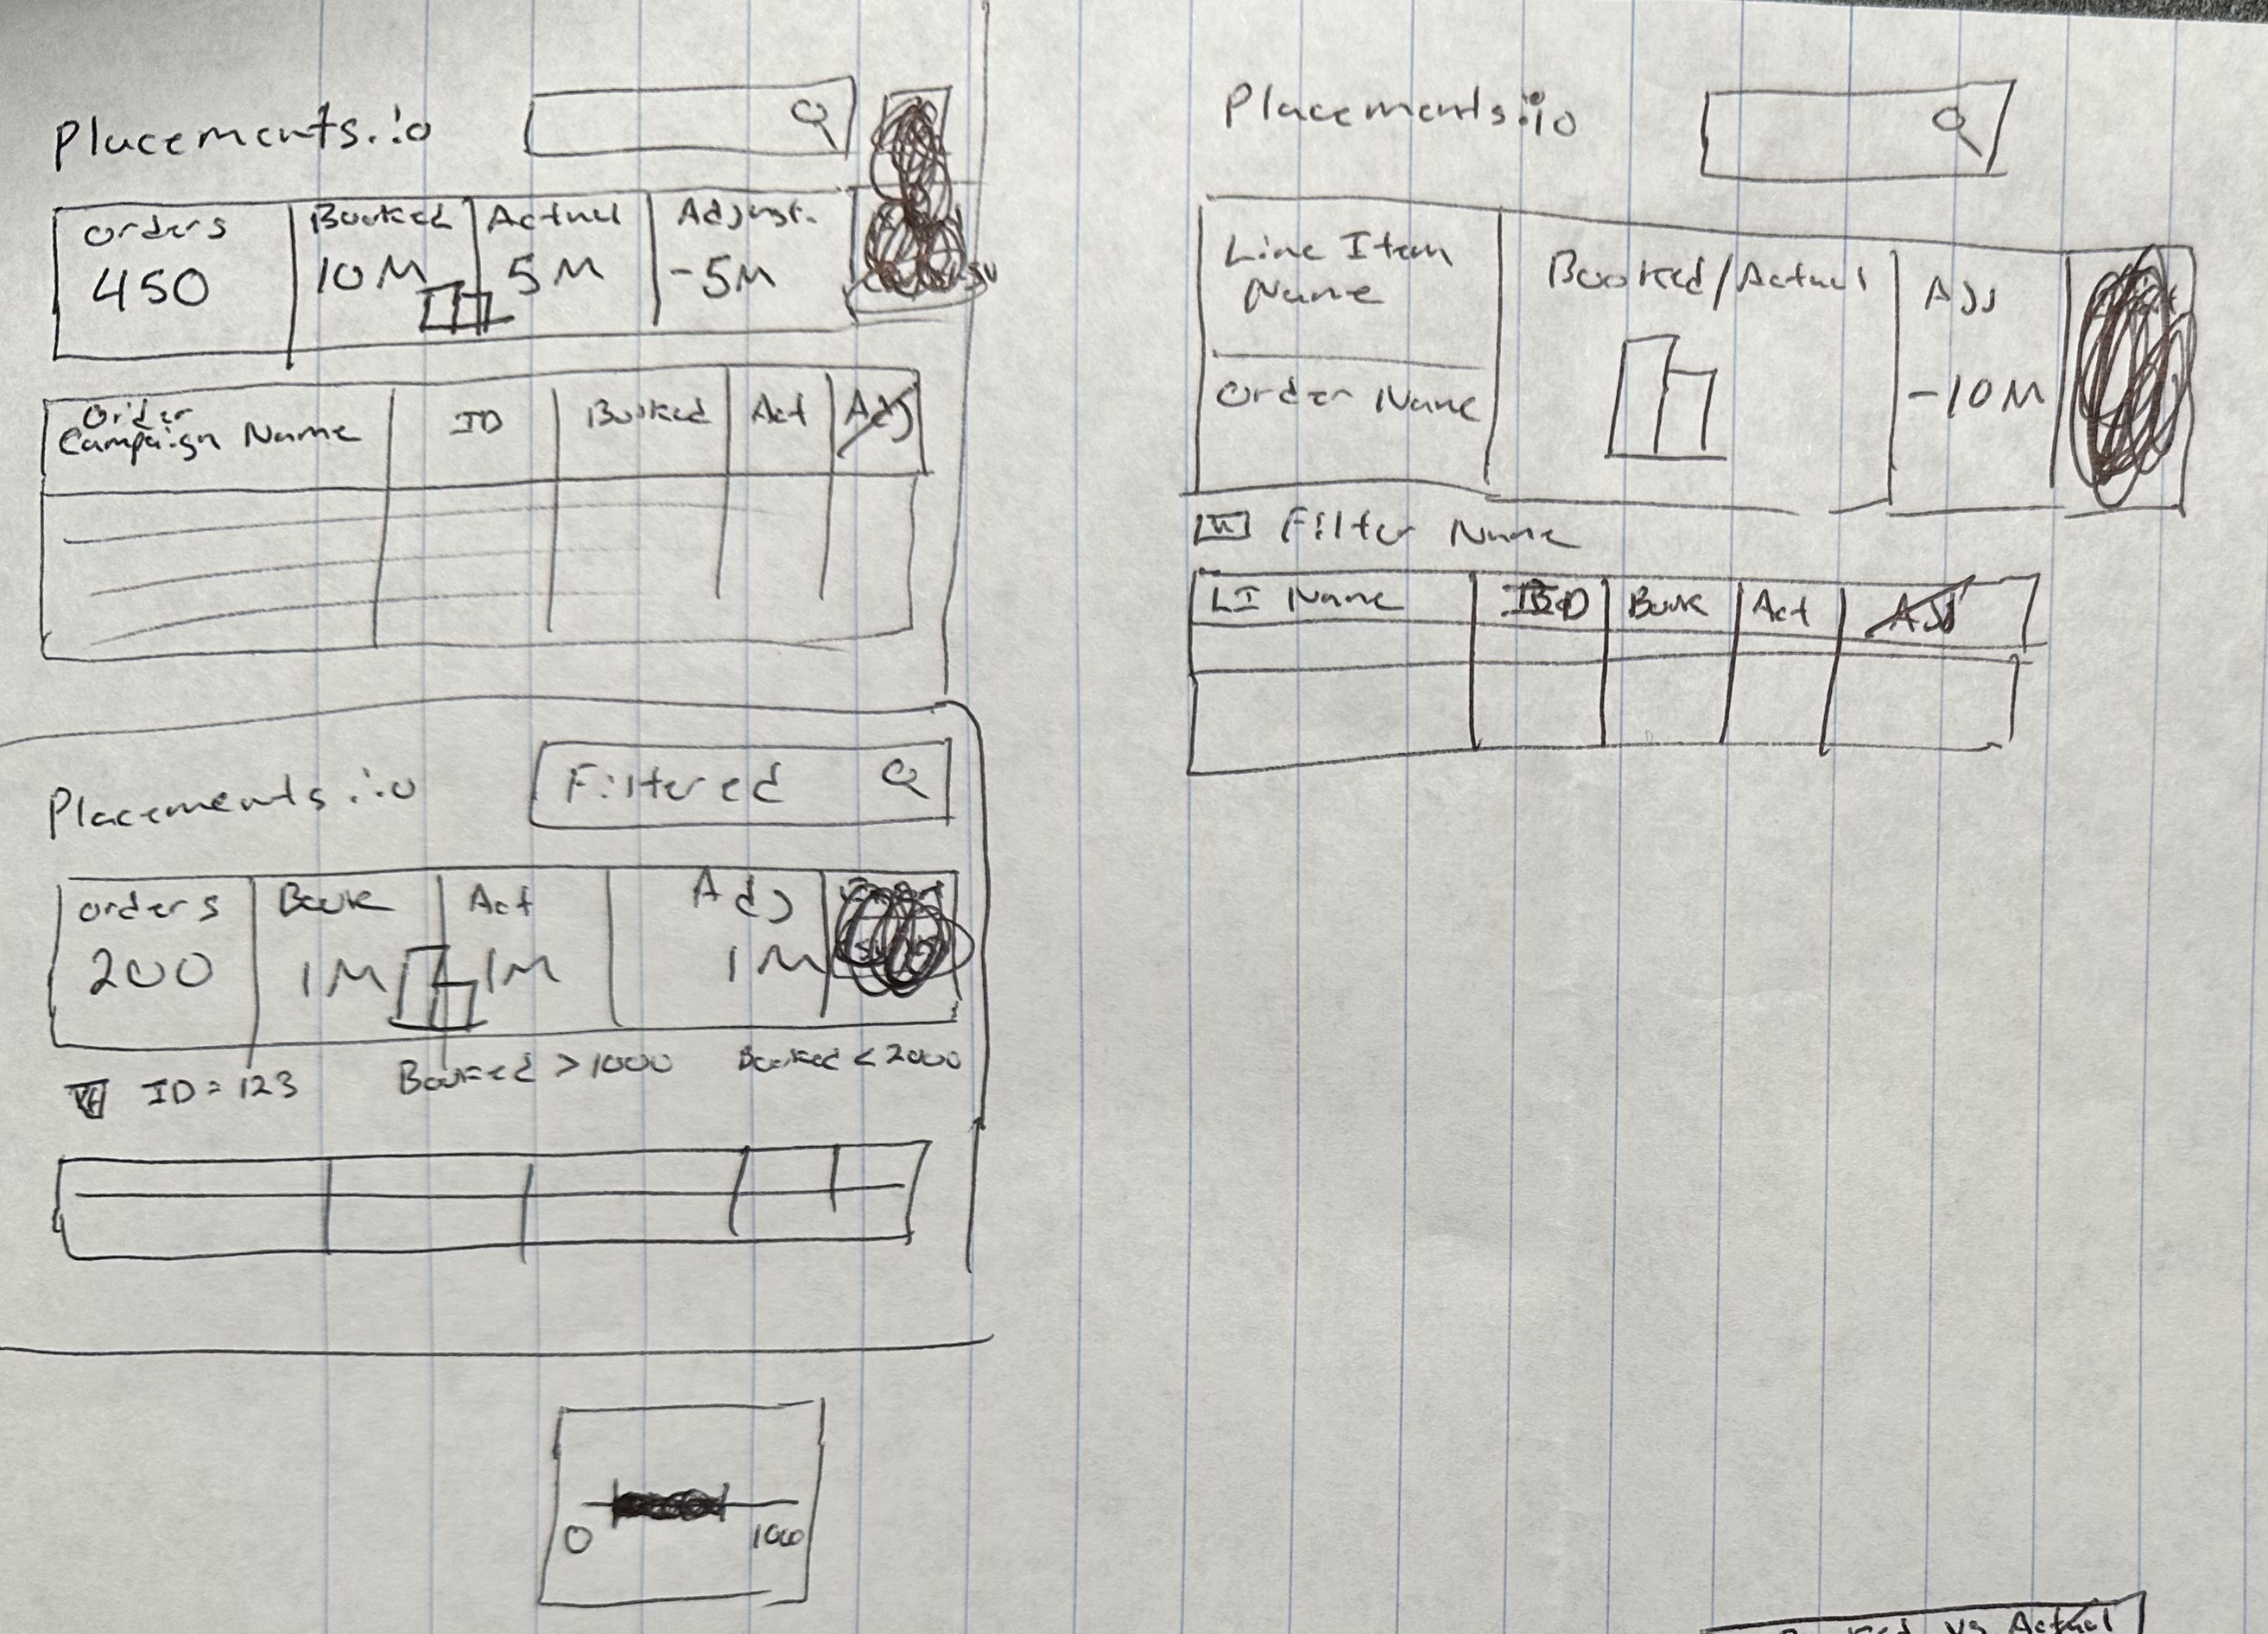 Placements.io
Orders
450
Booked
10M
Actual
5M
Adjust.
-5M
Order
Campaign Name
ID
Booked
Act
Adj
Placements.io
Filtered
Orders
200
Book
1M
Act
1M
Adj
1M
ID = 123
Booked > 1000
Booked < 2000
0
100
Placements.io
Line Item
Name
Order Name
Booked/Actual
Adj
-10M
Filter Name
LI Name
ID
Book
Act
Adj
vs Actual